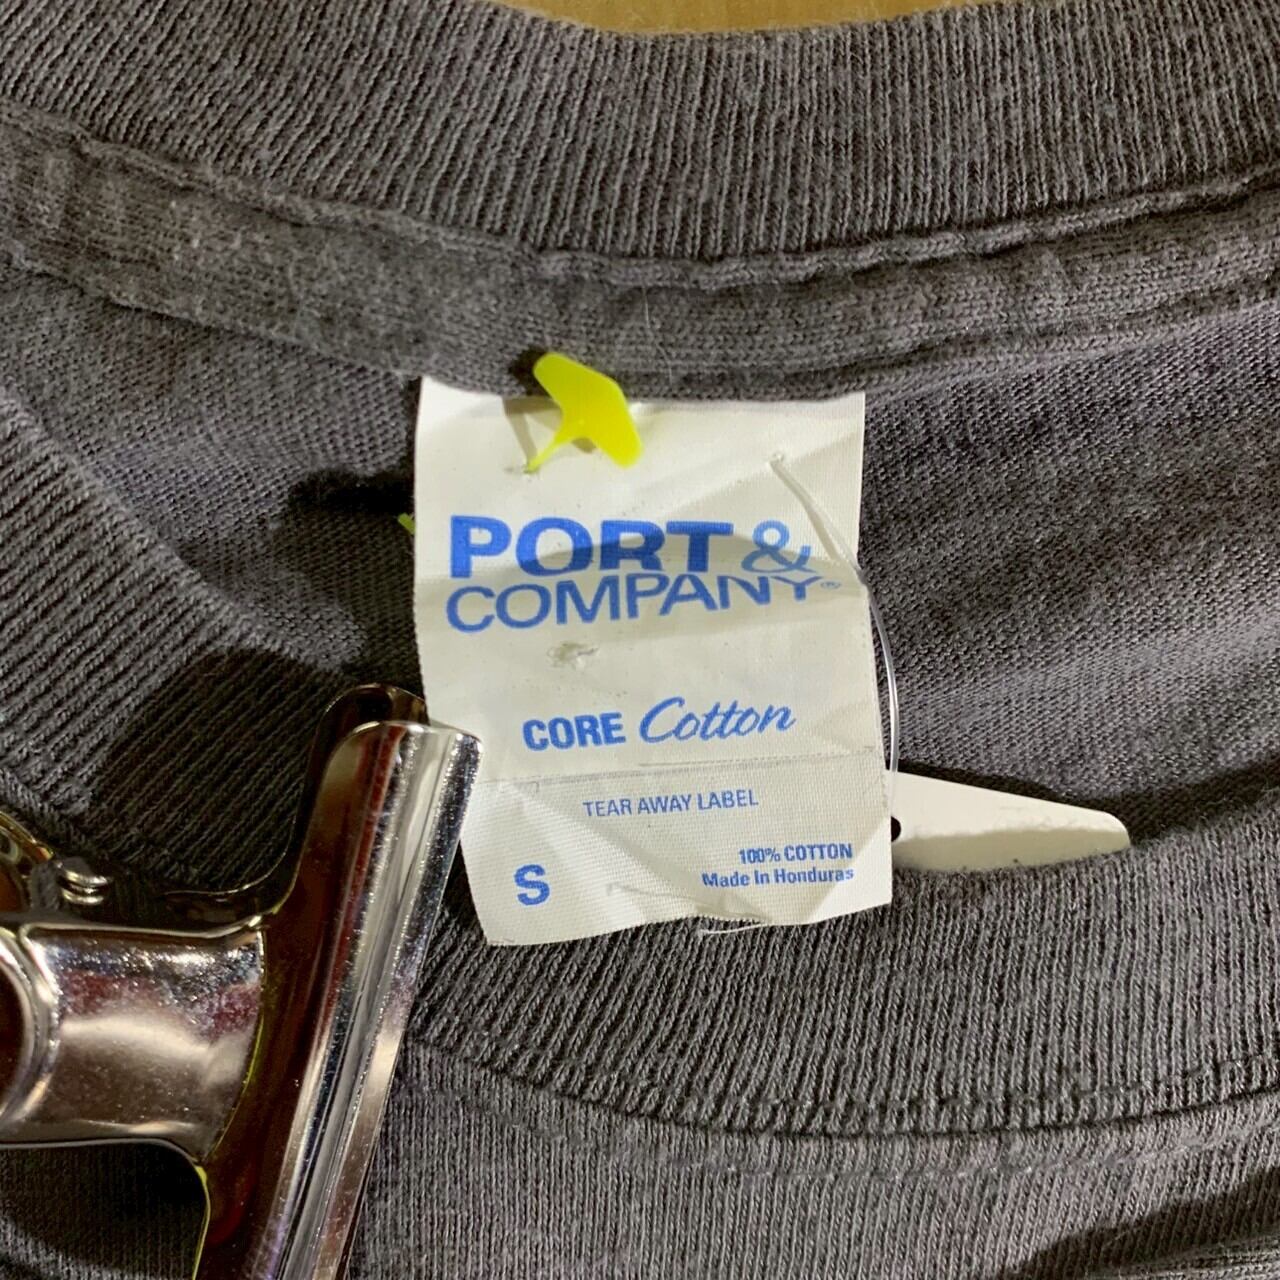 PORT &
COMPANY®
CORE Cotton
TEAR AWAY LABEL
100% COTTON
S
Made In Honduras